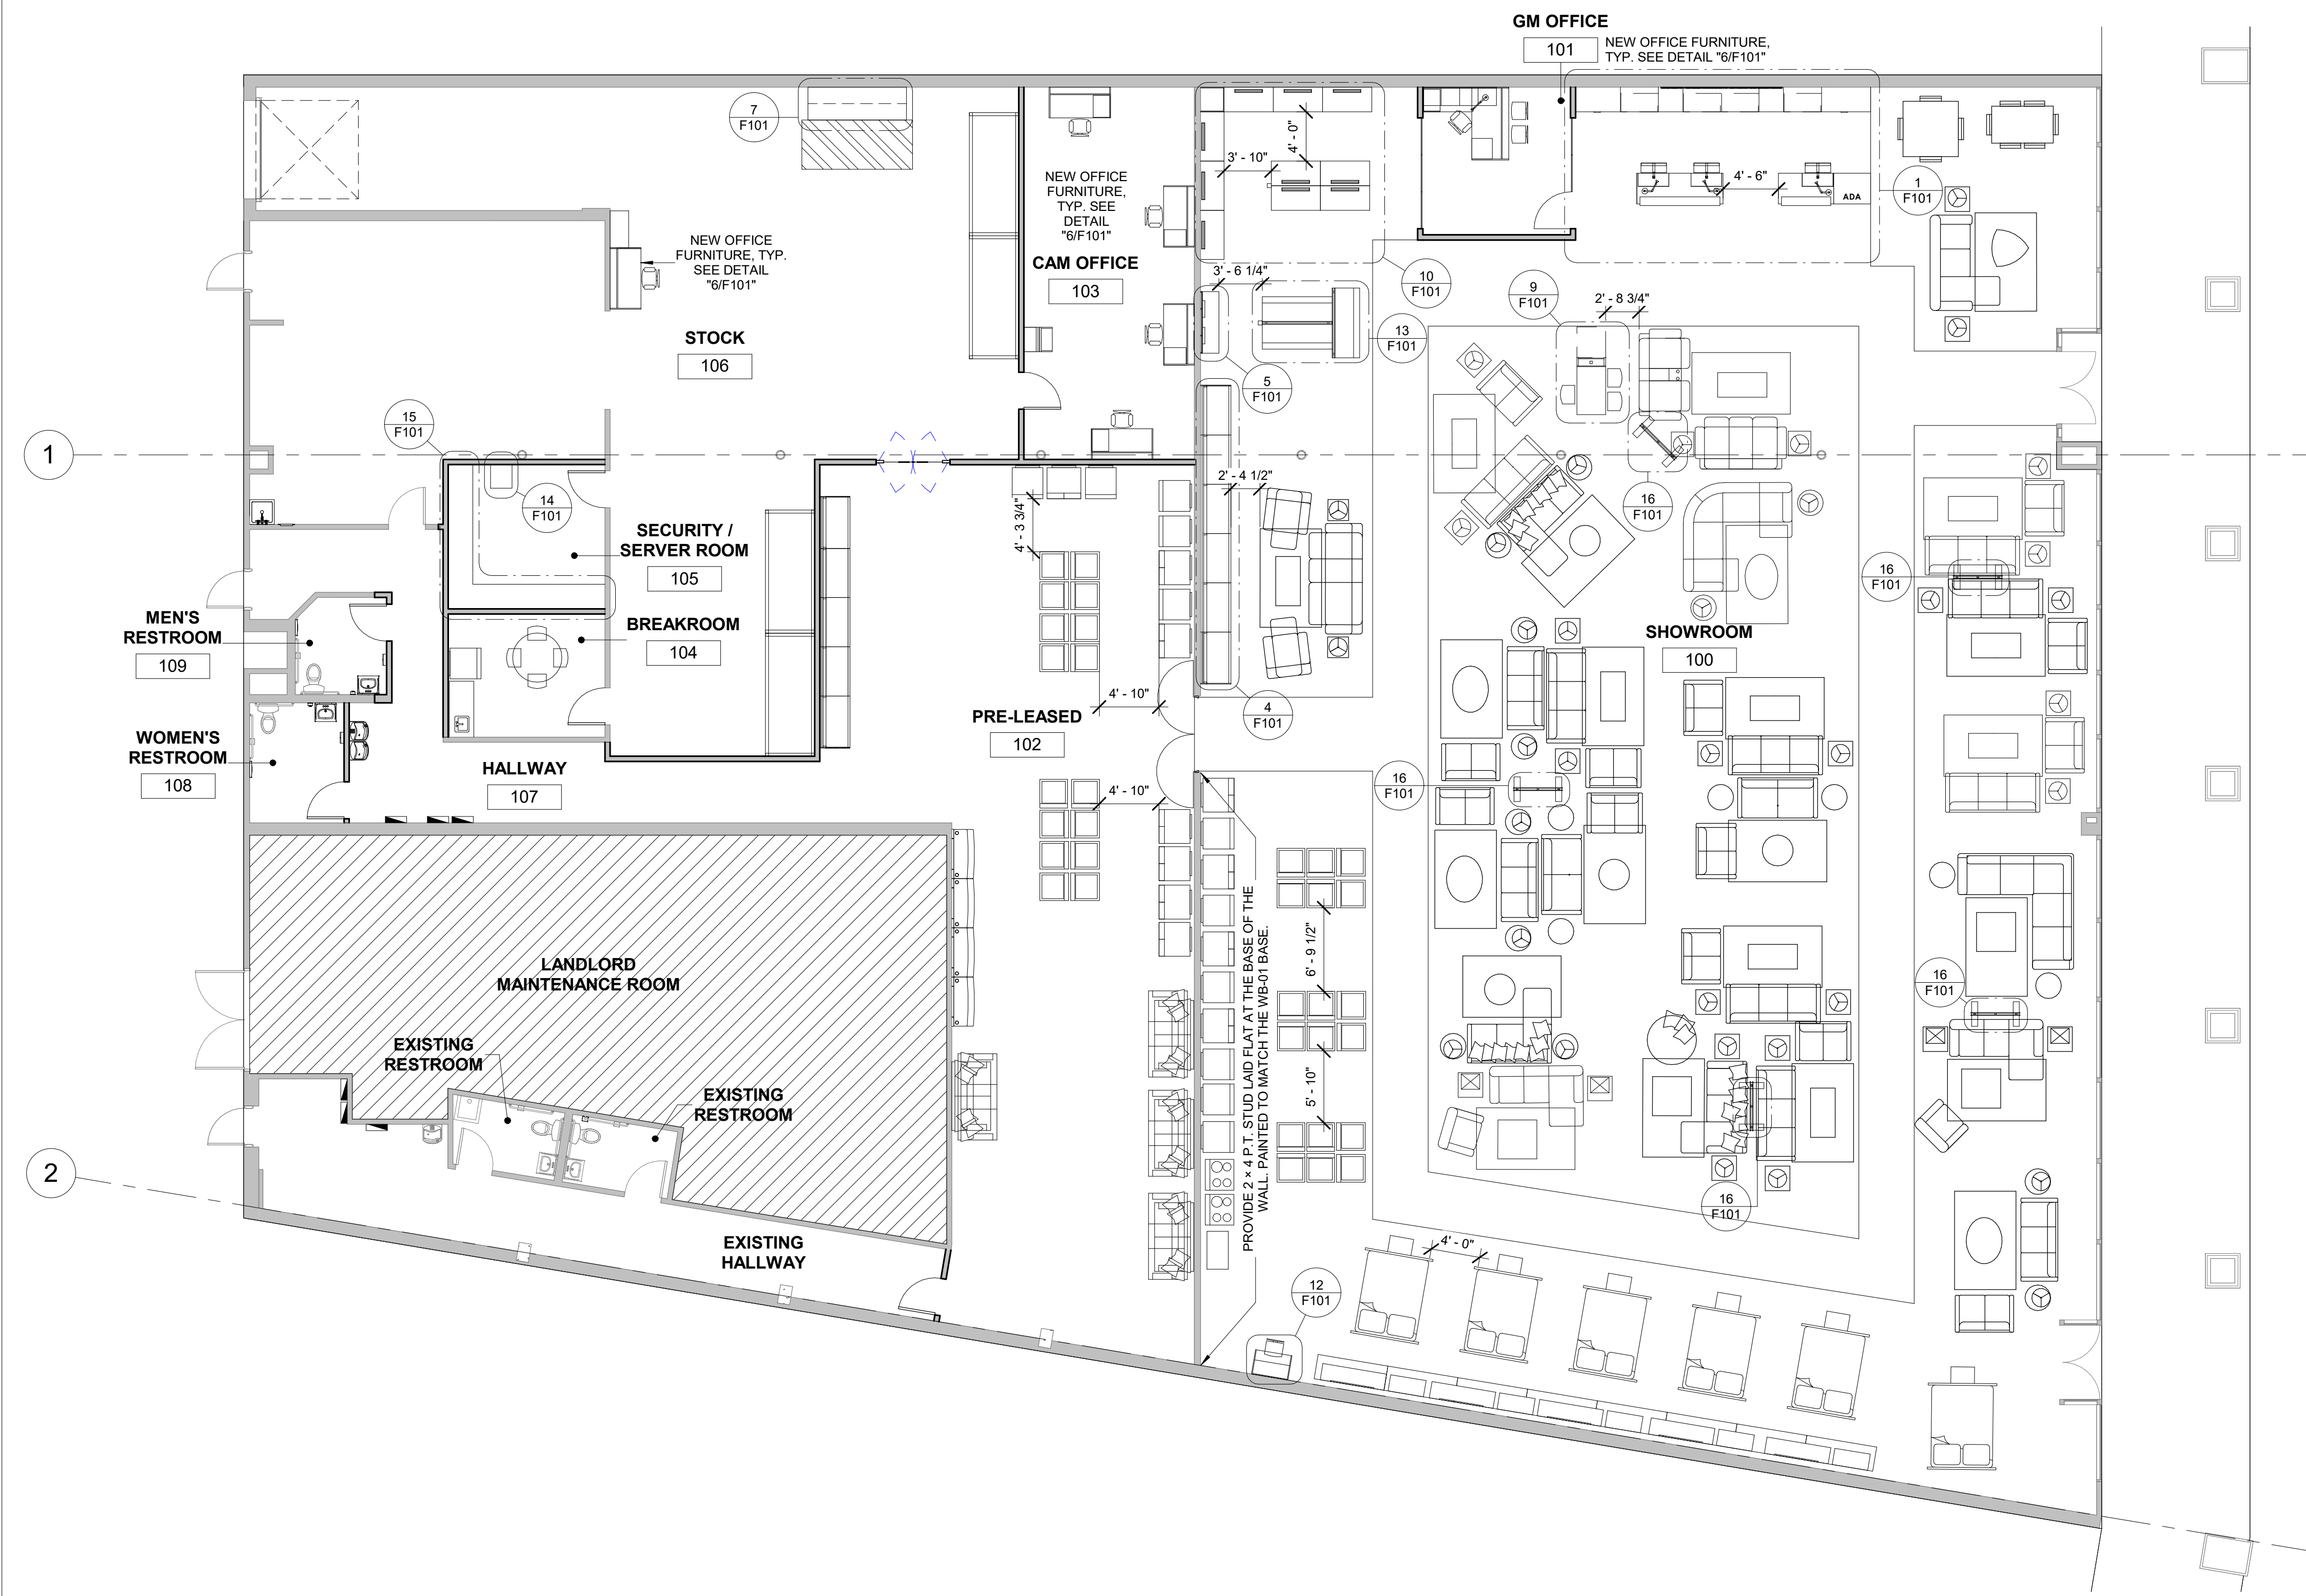 GM OFFICE
101
NEW OFFICE FURNITURE,
TYP. SEE DETAIL "6/F101"
7
F101
4' - 0"
3' - 10"
NEW OFFICE
FURNITURE,
TYP. SEE
DETAIL
"6/F101"
4' - 6"
ADA
1
F101
NEW OFFICE
FURNITURE, TYP.
SEE DETAIL
"6/F101"
CAM OFFICE
103
3' - 6 1/4"
10
F101
9
F101
2' - 8 3/4"
STOCK
106
13
F101
5
F101
15
F101
1
2' - 4 1/2"
14
F101
4' - 3 3/4"
16
F101
SECURITY /
SERVER ROOM
105
16
F101
MEN'S
RESTROOM
109
BREAKROOM
104
SHOWROOM
100
4' - 10"
PRE-LEASED
102
4
F101
WOMEN'S
RESTROOM
108
HALLWAY
107
16
F101
4' - 10"
PROVIDE 2 × 4 P.T. STUD LAID FLAT AT THE BASE OF THE
WALL. PAINTED TO MATCH THE WB-01 BASE.
6' - 9 1/2"
LANDLORD
MAINTENANCE ROOM
16
F101
EXISTING
RESTROOM
EXISTING
RESTROOM
5' - 10"
2
16
F101
EXISTING
HALLWAY
4' - 0"
12
F101